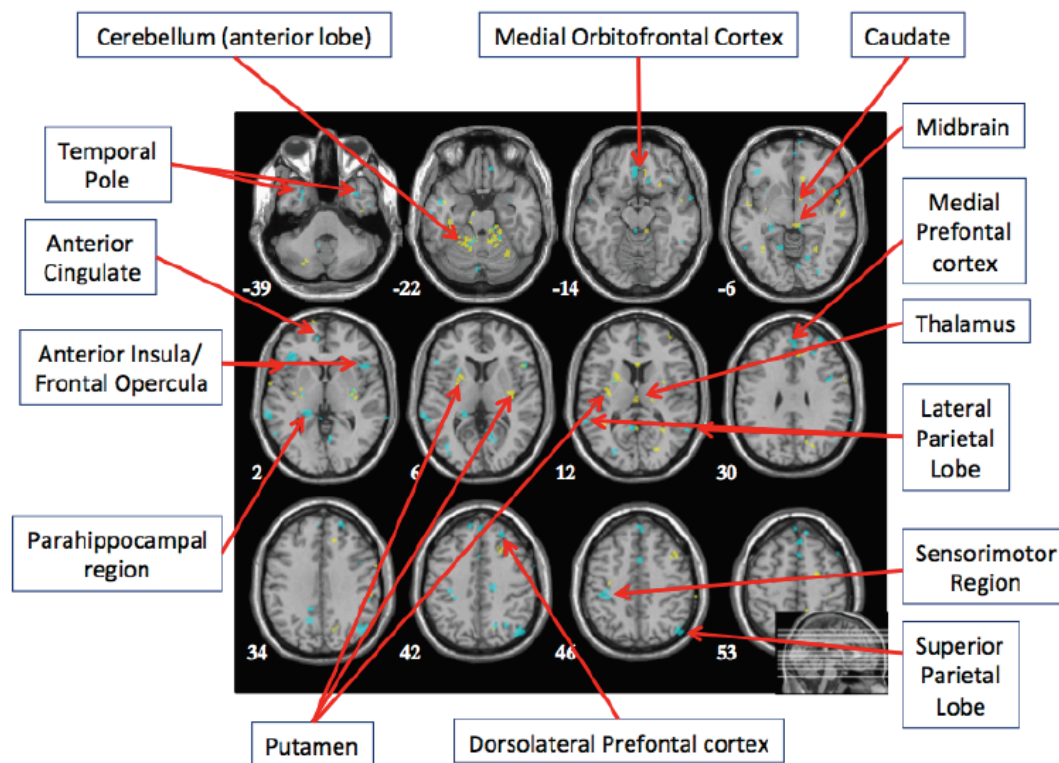 Cerebellum (anterior lobe)
Medial Orbitofrontal Cortex
Caudate
Temporal
Pole
Midbrain
Anterior
Cingulate
Medial
Prefontal
cortex
-39
-22
-14
-6
Anterior Insula/
Frontal Opercula
Thalamus
2
6
12
30
Lateral
Parietal
Lobe
Parahippocampal
region
Sensorimotor
Region
34
42
46
53
Superior
Parietal
Lobe
Putamen
Dorsolateral Prefontal cortex